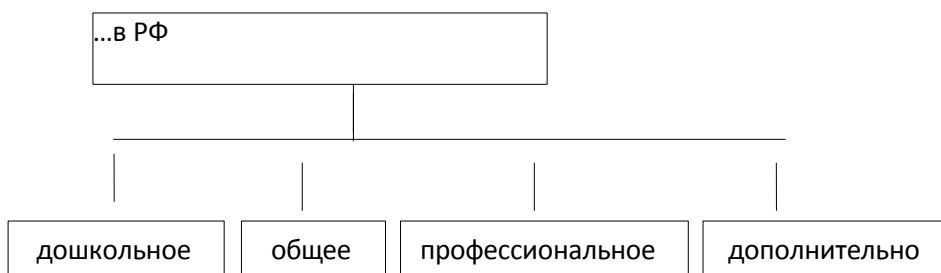 ...в РФ
дошкольное
общее
профессиональное
дополнительно